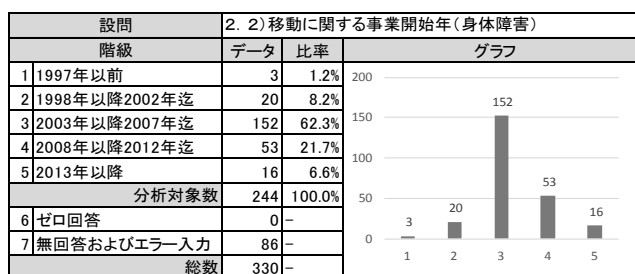 設問 2．2）移動に関する事業開始年（身体障害）
階級 データ 比率 グラフ
1 1997年以前 3 1.2%
2 1998年以降2002年迄 20 8.2%
3 2003年以降2007年迄 152 62.3%
4 2008年以降2012年迄 53 21.7%
5 2013年以降 16 6.6%
分析対象数 244 100.0%
6 ゼロ回答 0 −
7 無回答およびエラー入力 86 −
総数 330 −
200
150
100
50
0
3
20
152
53
16
1 2 3 4 5